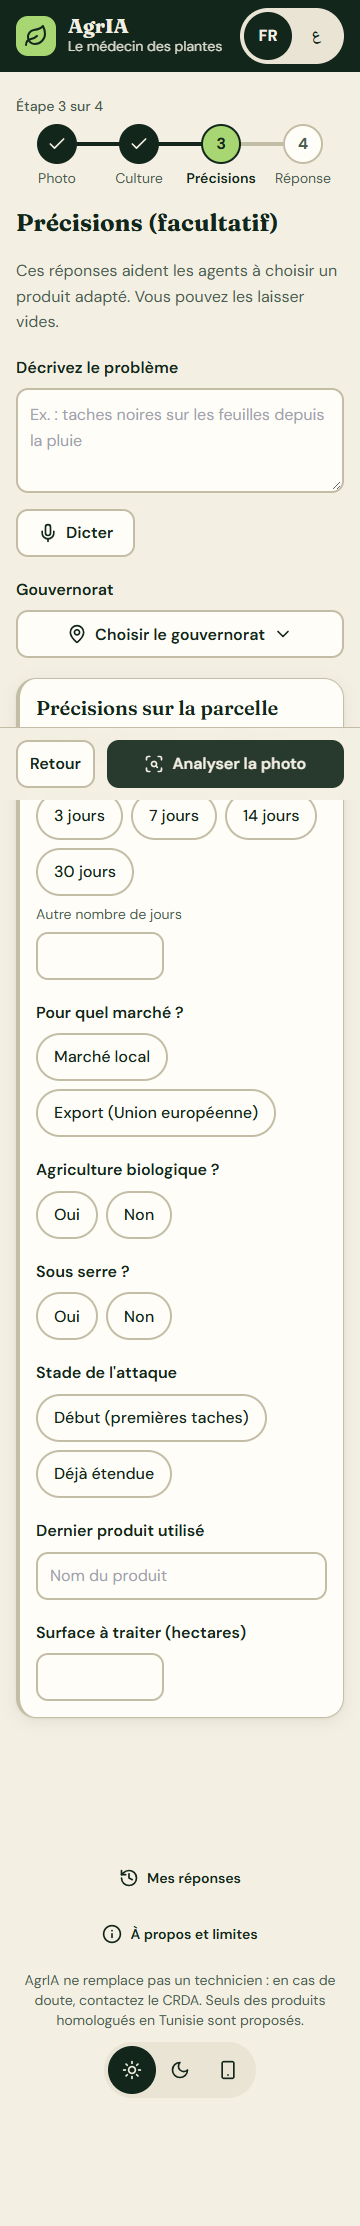 AgrIA
Le médecin des plantes
FR
ع
Étape 3 sur 4
3
4
Photo
Culture
Précisions
Réponse
Précisions (facultatif)
Ces réponses aident les agents à choisir un
produit adapté. Vous pouvez les laisser
vides.
Décrivez le problème
Ex. : taches noires sur les feuilles depuis
la pluie
Dicter
Gouvernorat
Choisir le gouvernorat
Précisions sur la parcelle
Retour
Analyser la photo
3 jours
7 jours
14 jours
30 jours
Autre nombre de jours
Pour quel marché ?
Marché local
Export (Union européenne)
Agriculture biologique ?
Oui
Non
Sous serre ?
Oui
Non
Stade de l'attaque
Début (premières taches)
Déjà étendue
Dernier produit utilisé
Nom du produit
Surface à traiter (hectares)
Mes réponses
À propos et limites
AgrIA ne remplace pas un technicien : en cas de
doute, contactez le CRDA. Seuls des produits
homologués en Tunisie sont proposés.